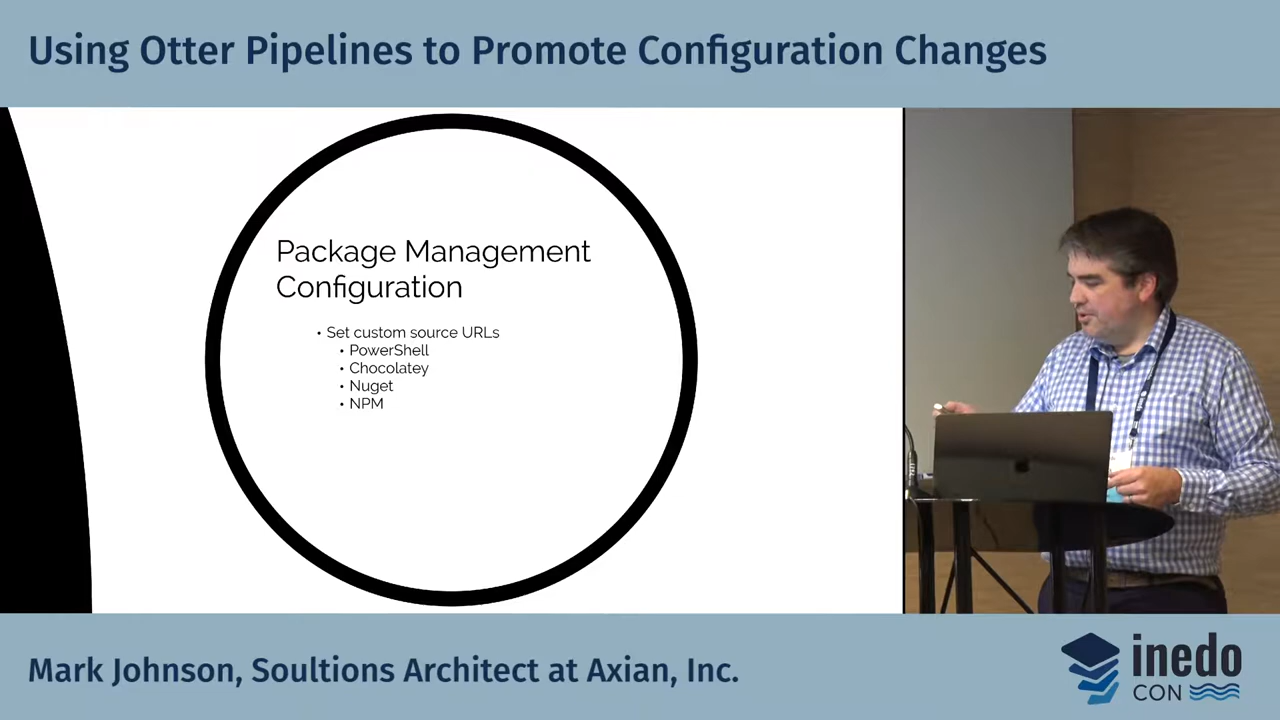 Using Otter Pipelines to Promote Configuration Changes
Package Management
Configuration
• Set custom source URLs
• PowerShell
• Chocolatey
• Nuget
• NPM
Mark Johnson, Soultions Architect at Axian, Inc.
inedo
CON